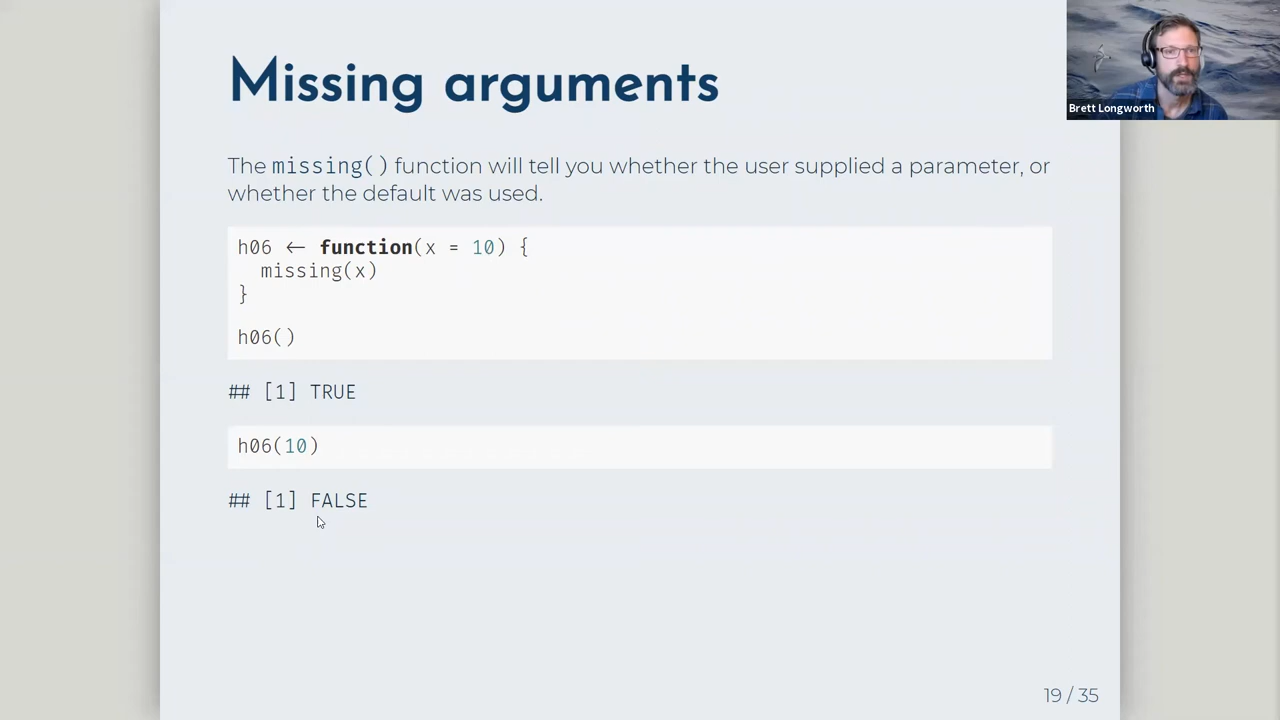 Missing arguments
Brett Longworth
The missing() function will tell you whether the user supplied a parameter, or
whether the default was used.
h06 ← function(x = 10) {
  missing(x)
}
h06()
## [1] TRUE
h06(10)
## [1] FALSE
19 / 35